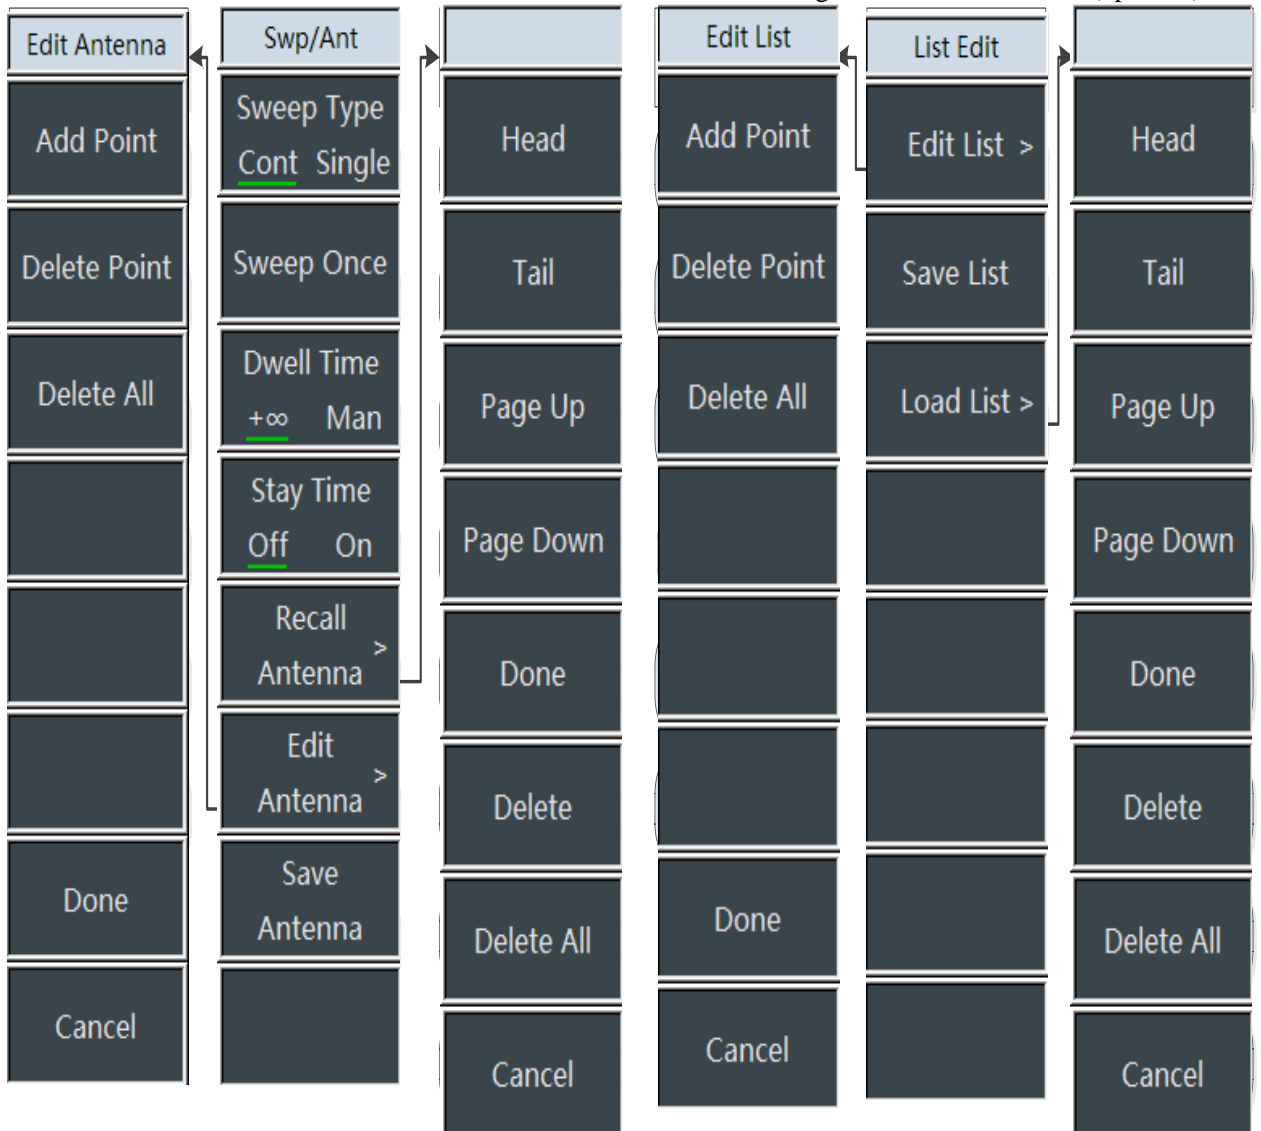 Edit Antenna
Add Point
Delete Point
Delete All
Done
Cancel
Swp/Ant
Sweep Type
Cont Single
Sweep Once
Dwell Time
+∞ Man
Stay Time
Off On
Recall
Antenna >
Edit
Antenna >
Save
Antenna
Head
Tail
Page Up
Page Down
Done
Delete
Delete All
Cancel
Edit List
Add Point
Delete Point
Delete All
Done
Cancel
List Edit
Edit List >
Save List
Load List >
Head
Tail
Page Up
Page Down
Done
Delete
Delete All
Cancel